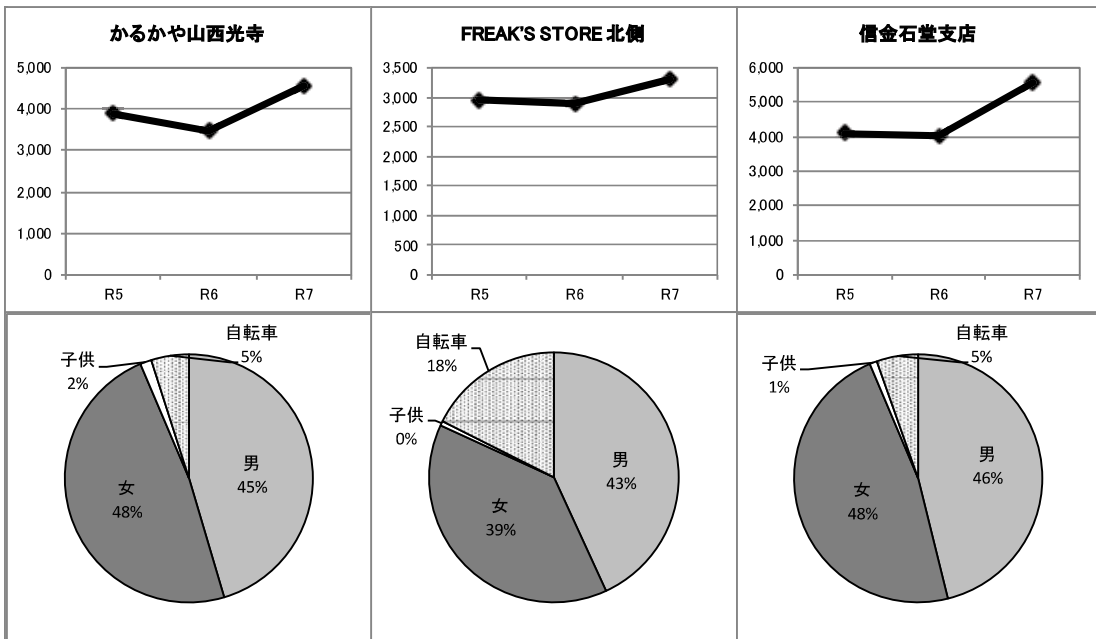 かるかや山西光寺
5,000
4,000
3,000
2,000
1,000
0
R5 R6 R7
FREAK'S STORE 北側
3,500
3,000
2,500
2,000
1,500
1,000
500
0
R5 R6 R7
信金石堂支店
6,000
5,000
4,000
3,000
2,000
1,000
0
R5 R6 R7
自転車
5%
子供
2%
男
45%
女
48%
自転車
18%
子供
0%
男
43%
女
39%
自転車
5%
子供
1%
男
46%
女
48%